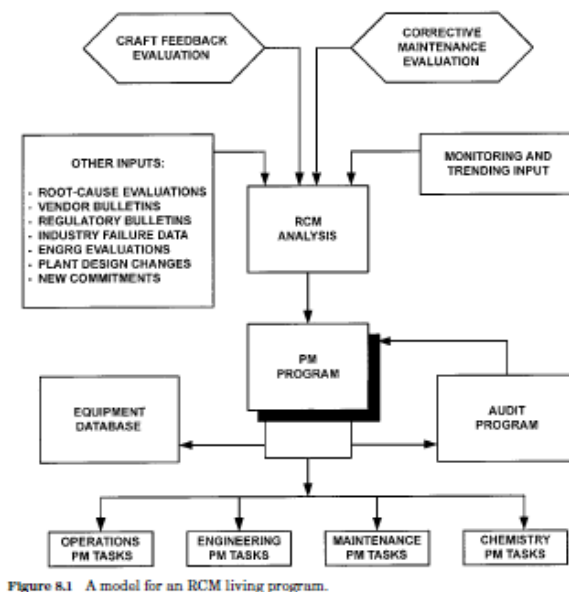 CRAFT FEEDBACK
EVALUATION
CORRECTIVE
MAINTENANCE
EVALUATION
OTHER INPUTS:
- ROOT-CAUSE EVALUATIONS
- VENDOR BULLETINS
- REGULATORY BULLETINS
- INDUSTRY FAILURE DATA
- ENGRG EVALUATIONS
- PLANT DESIGN CHANGES
- NEW COMMITMENTS
MONITORING AND
TRENDING INPUT
RCM
ANALYSIS
PM
PROGRAM
EQUIPMENT
DATABASE
AUDIT
PROGRAM
OPERATIONS
PM TASKS
ENGINEERING
PM TASKS
MAINTENANCE
PM TASKS
CHEMISTRY
PM TASKS
Figure 8.1 A model for an RCM living program.